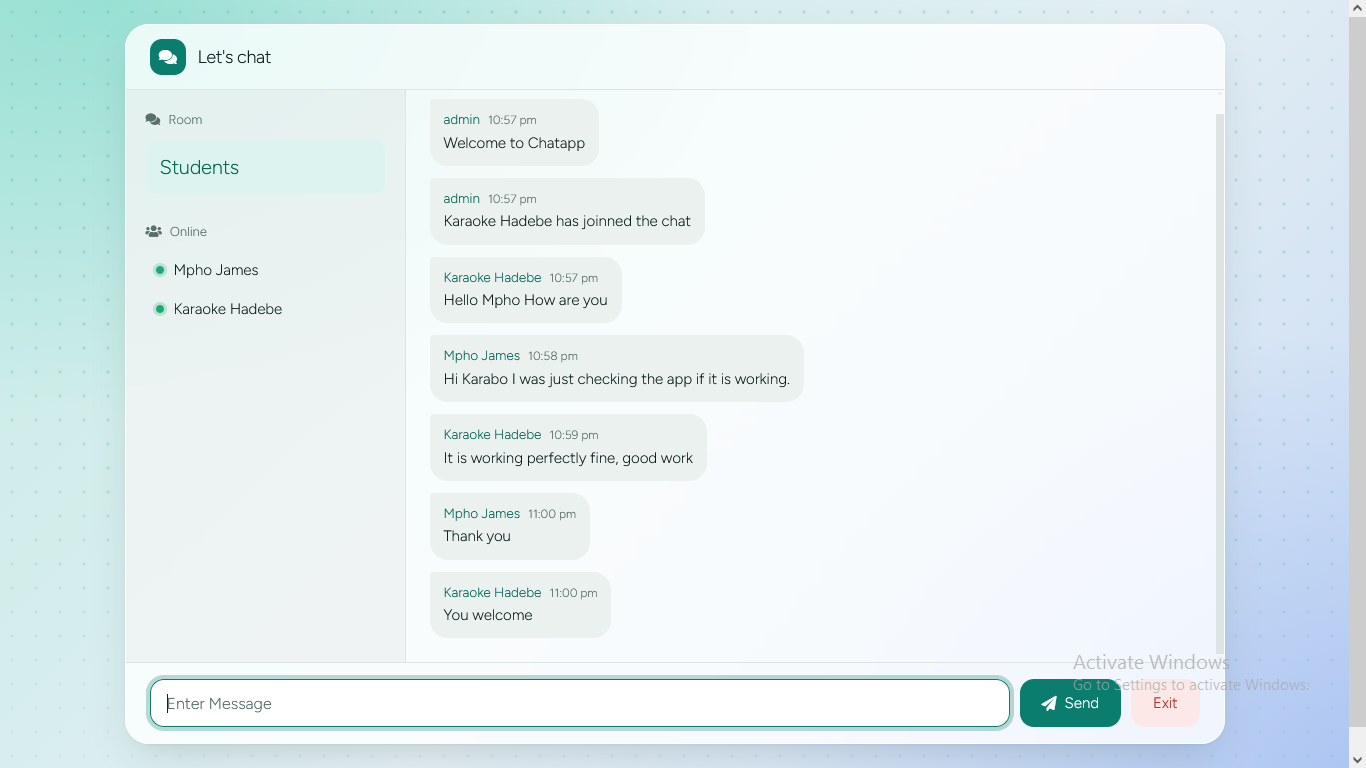 Let's chat
Room
Students
Online
Mpho James
Karaoke Hadebe
admin 10:57 pm
Welcome to Chatapp
admin 10:57 pm
Karaoke Hadebe has joinned the chat
Karaoke Hadebe 10:57 pm
Hello Mpho How are you
Mpho James 10:58 pm
Hi Karabo I was just checking the app if it is working.
Karaoke Hadebe 10:59 pm
It is working perfectly fine, good work
Mpho James 11:00 pm
Thank you
Karaoke Hadebe 11:00 pm
You welcome
Enter Message
Send
Exit
Activate Windows
Go to Settings to activate Windows.